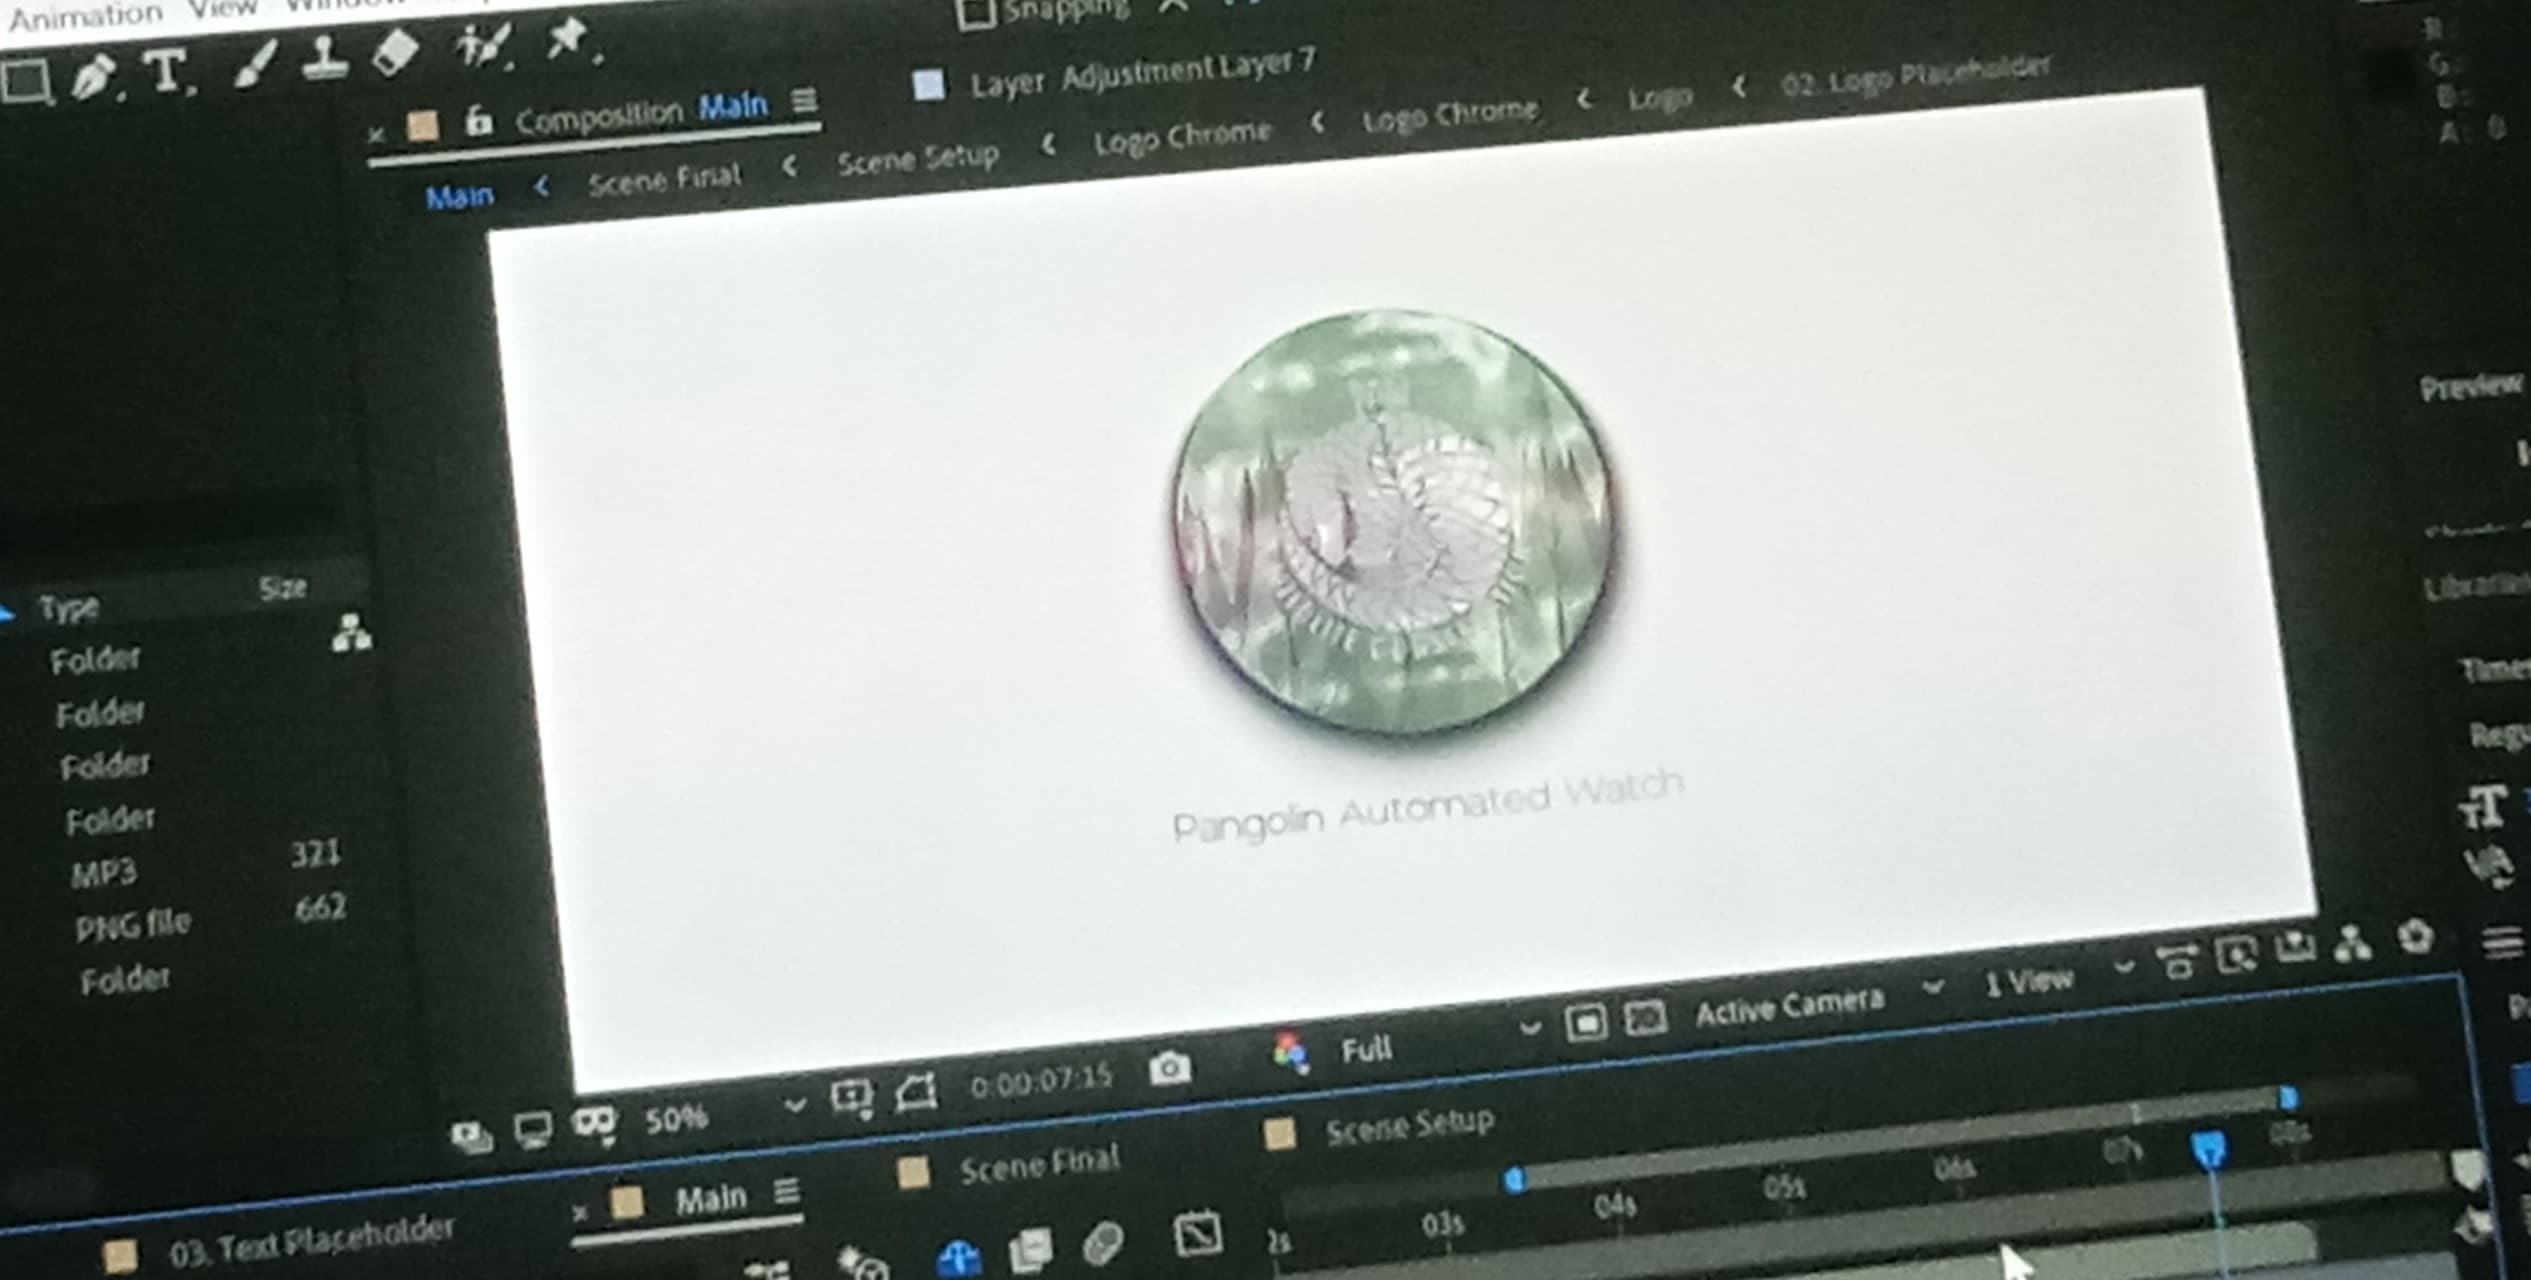 Animation View
Snapping
Composition Main
Layer Adjustment Layer 7
Main < Scene Final < Scene Setup < Logo Chrome < Logo Chrome < Logo < 02. Logo Placeholder
R:
G:
B:
A: 0
Preview
Type Size
Folder
Folder
Folder
Folder
MP3 321
PNG file 662
Folder
Pangolin Automated Watch
50% 0:00:07:15 Full Active Camera 1 View
03. Text Placeholder Main Scene Final Scene Setup
2s 03s 04s 05s 06s 07s 08s